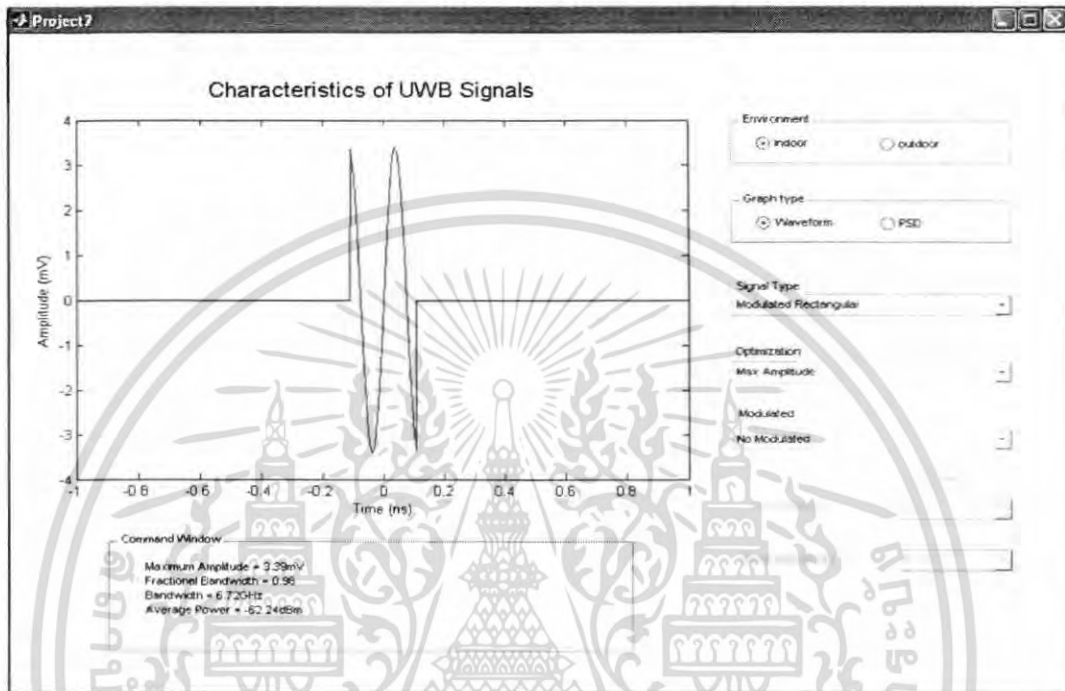 Project7
Characteristics of UWB Signals
4
3
2
1
0
-1
-2
-3
-4
Amplitude (mV)
-1 -0.8 -0.6 -0.4 -0.2 0 0.2 0.4 0.6 0.8 1
Time (ns)
Environment
indoor outdoor
Graph type
Waveform PSD
Signal Type
Modulated Rectangular
Optimization
Max Amplitude
Modulated
No Modulated
Command Window
Maximum Amplitude = 3.39mV
Fractional Bandwidth = 0.98
Bandwidth = 6.72GHz
Average Power = -62.24dBm